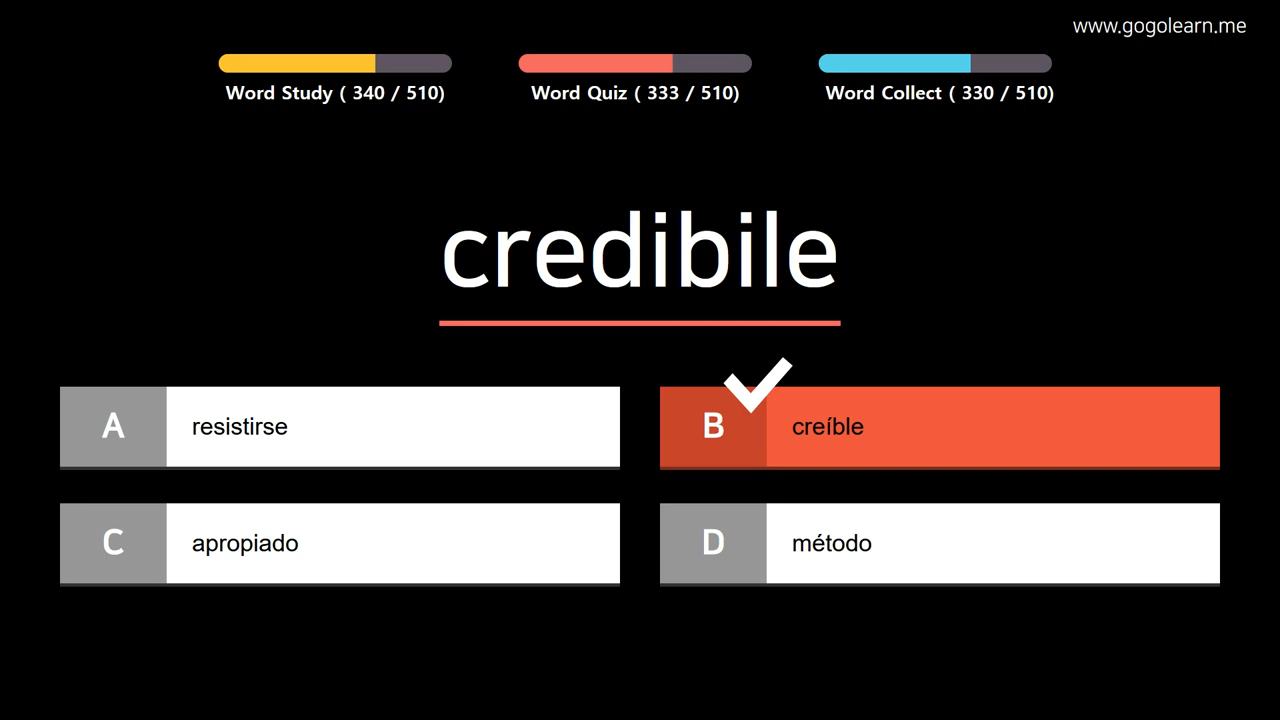 www.gogolearn.me
Word Study ( 340 / 510)
Word Quiz ( 333 / 510)
Word Collect ( 330 / 510)
credibile
A resistirse
B creíble
C apropiado
D método